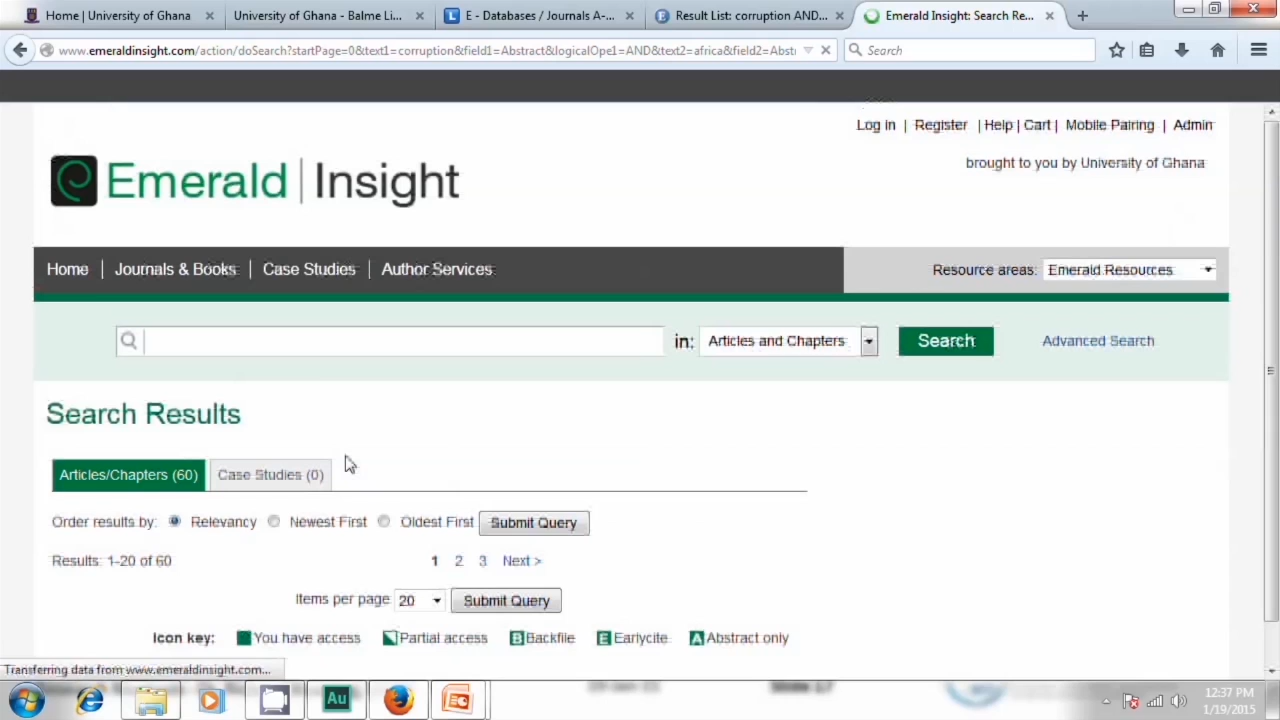 Home | University of Ghana
University of Ghana - Balme Li...
E - Databases / Journals A-...
Result List: corruption AND...
Emerald Insight: Search Re...
www.emeraldinsight.com/action/doSearch?startPage=0&text1=corruption&field1=Abstract&logicalOpe1=AND&text2=africa&field2=Abst
Search
Log in | Register | Help | Cart | Mobile Pairing | Admin
brought to you by University of Ghana
Emerald | Insight
Home | Journals & Books | Case Studies | Author Services
Resource areas: Emerald Resources
in: Articles and Chapters Search Advanced Search
Search Results
Articles/Chapters (60) Case Studies (0)
Order results by: Relevancy Newest First Oldest First Submit Query
Results: 1-20 of 60 1 2 3 Next >
Items per page 20 Submit Query
Icon key: You have access Partial access B Backfile E Earlycite A Abstract only
Transferring data from www.emeraldinsight.com...
Slide 17
Au
12:37 PM
1/19/2015